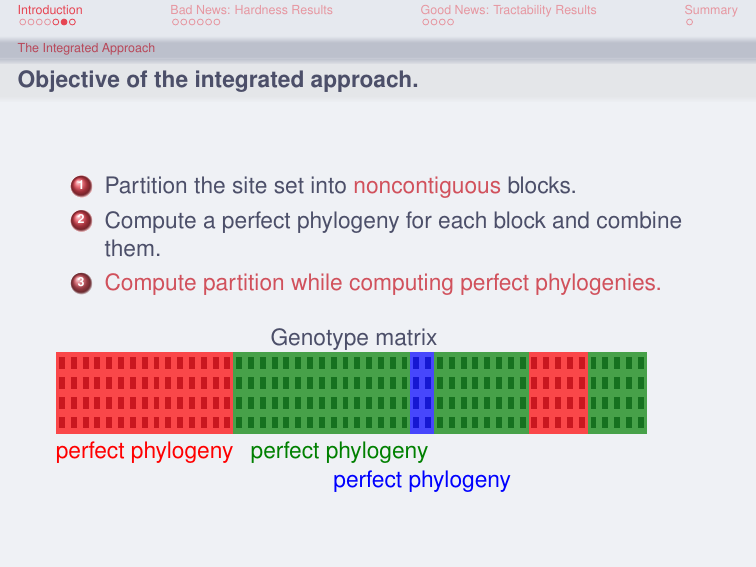 Introduction
Bad News: Hardness Results
Good News: Tractability Results
Summary
The Integrated Approach
Objective of the integrated approach.
1 Partition the site set into noncontiguous blocks.
2 Compute a perfect phylogeny for each block and combine
them.
3 Compute partition while computing perfect phylogenies.
Genotype matrix
perfect phylogeny perfect phylogeny
perfect phylogeny